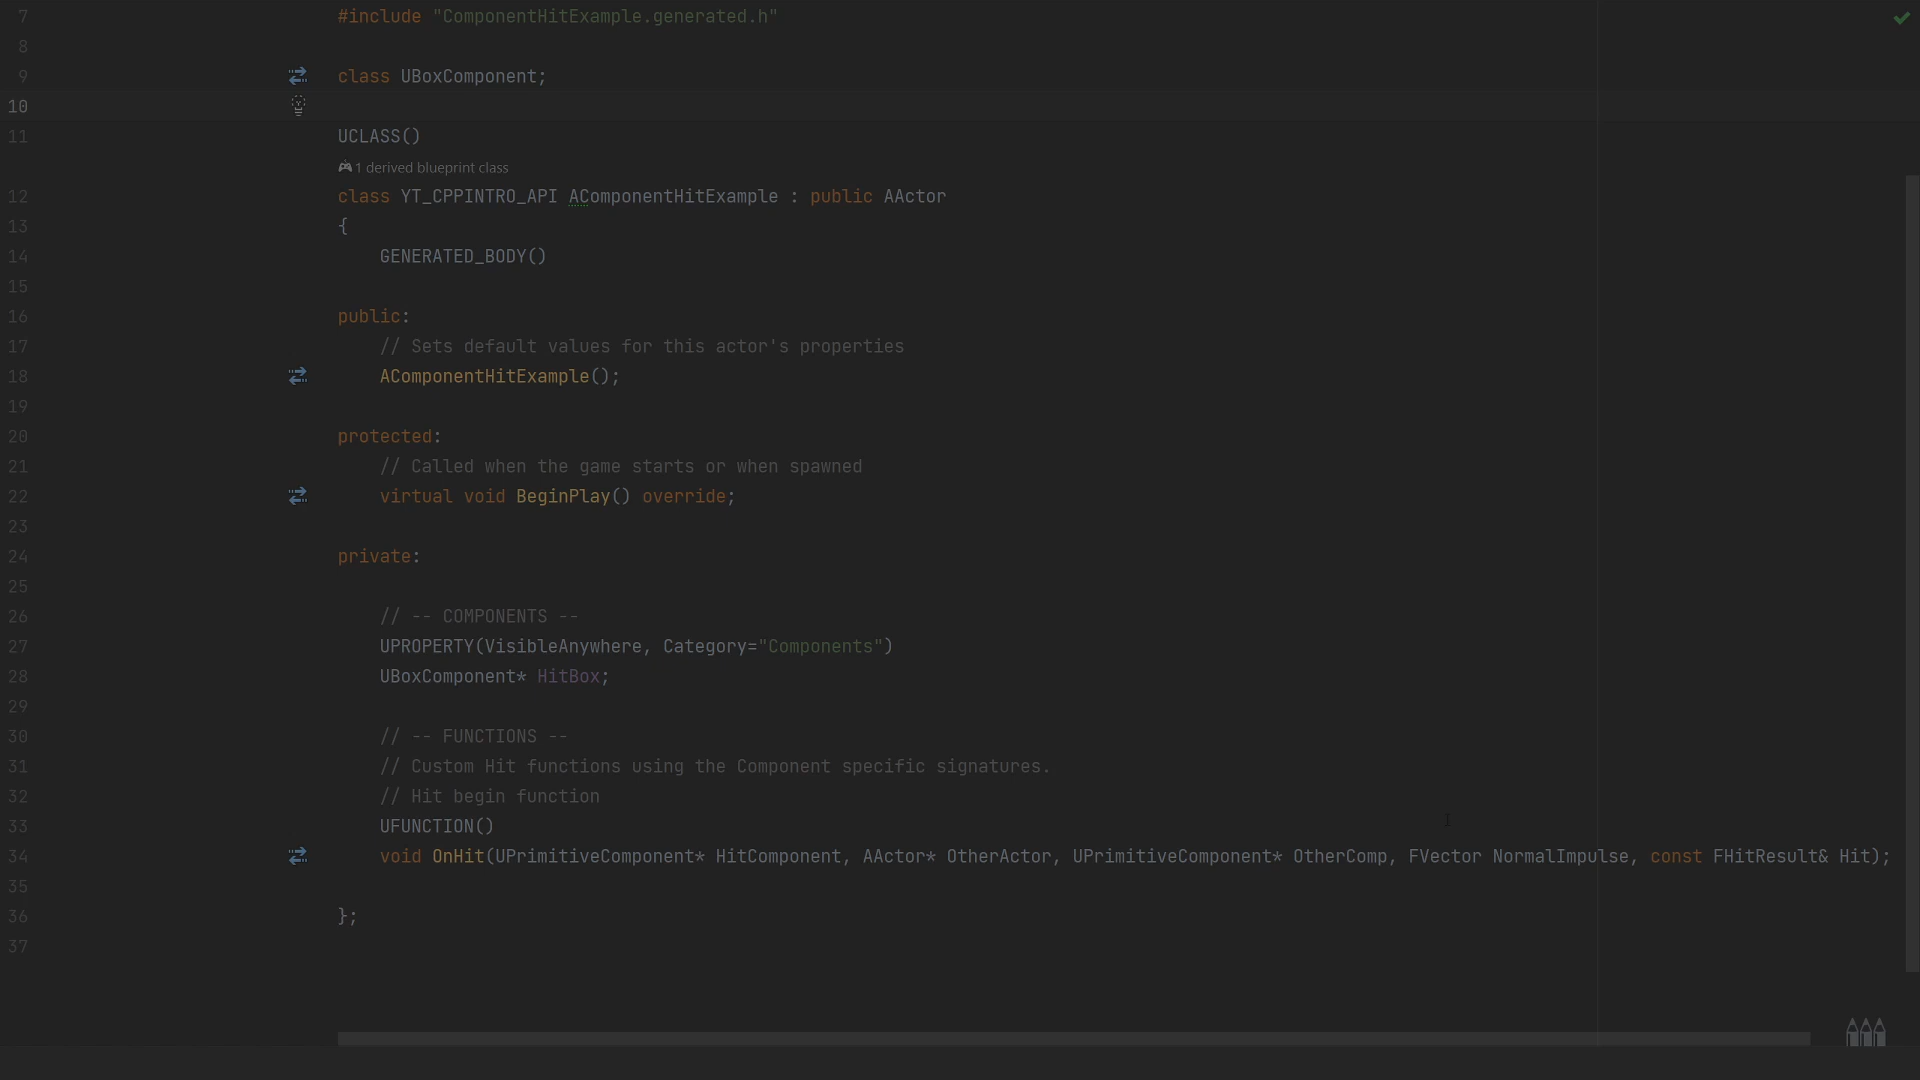 7 #include "ComponentHitExample.generated.h"
8
9 class UBoxComponent;
10
11 UCLASS()
1 derived blueprint class
12 class YT_CPPINTRO_API AComponentHitExample : public AActor
13 {
14 GENERATED_BODY()
15
16 public:
17 // Sets default values for this actor's properties
18 AComponentHitExample();
19
20 protected:
21 // Called when the game starts or when spawned
22 virtual void BeginPlay() override;
23
24 private:
25
26 // -- COMPONENTS --
27 UPROPERTY(VisibleAnywhere, Category="Components")
28 UBoxComponent* HitBox;
29
30 // -- FUNCTIONS --
31 // Custom Hit functions using the Component specific signatures.
32 // Hit begin function
33 UFUNCTION()
34 void OnHit(UPrimitiveComponent* HitComponent, AActor* OtherActor, UPrimitiveComponent* OtherComp, FVector NormalImpulse, const FHitResult& Hit);
35
36 };
37